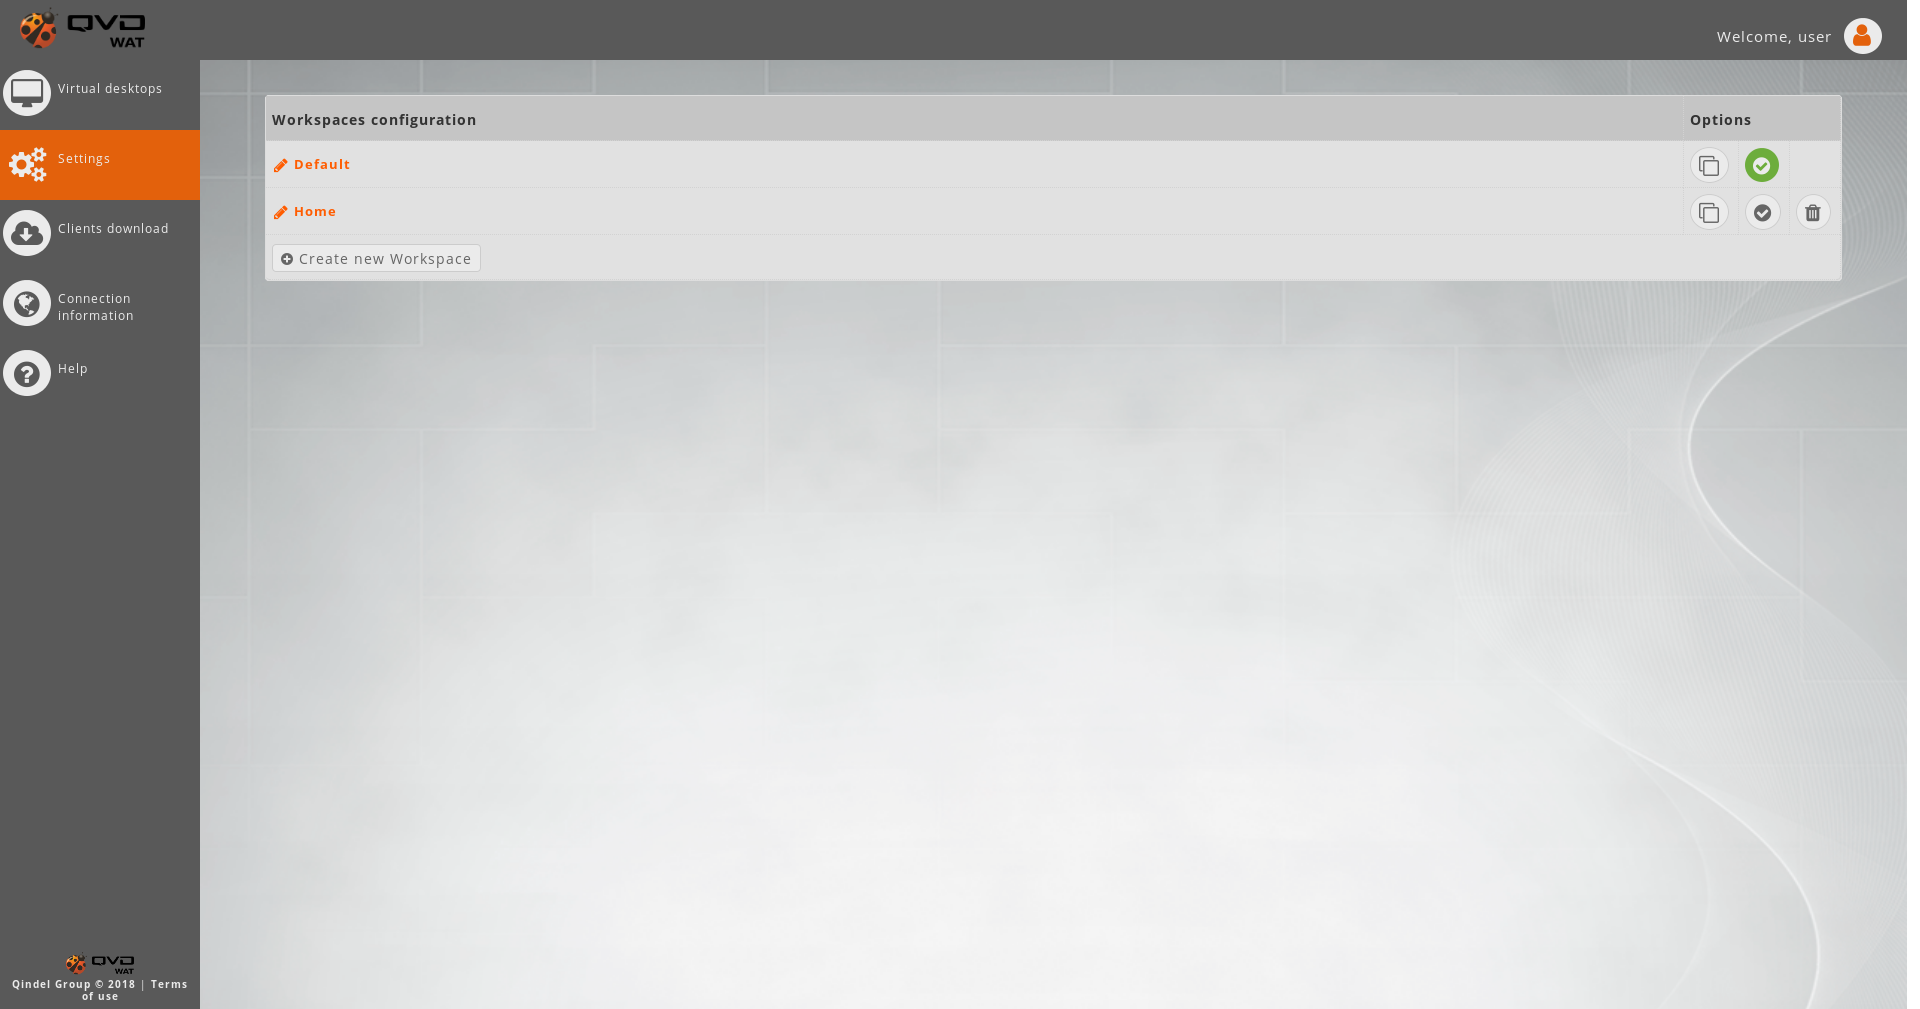 QVD
WAT
Welcome, user
Virtual desktops
Settings
Clients download
Connection
information
Help
Workspaces configuration
Options
Default
Home
Create new Workspace
QVD
WAT
Qindel Group © 2018 | Terms
of use